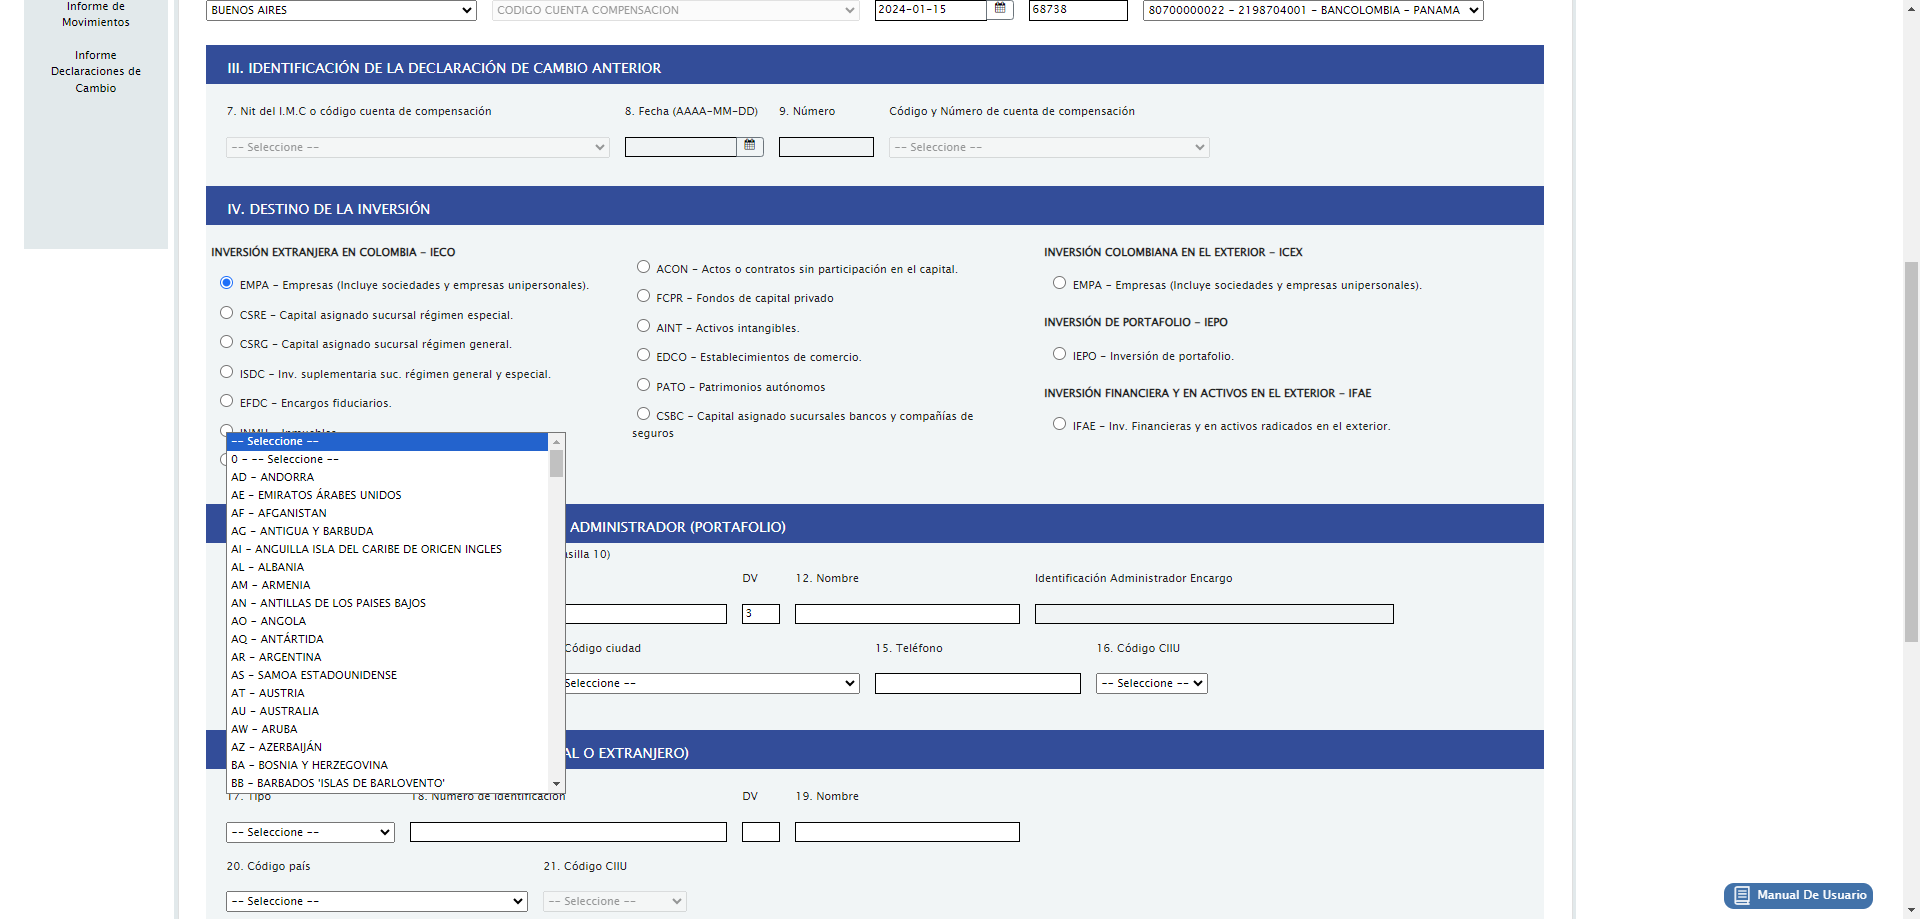 Informe de
Movimientos
Informe
Declaraciones de
Cambio
BUENOS AIRES
CODIGO CUENTA COMPENSACION
2024-01-15
68738
80700000022 - 2198704001 - BANCOLOMBIA - PANAMA
III. IDENTIFICACIÓN DE LA DECLARACIÓN DE CAMBIO ANTERIOR
7. Nit del I.M.C o código cuenta de compensación
8. Fecha (AAAA-MM-DD)
9. Número
Código y Número de cuenta de compensación
-- Seleccione --
-- Seleccione --
IV. DESTINO DE LA INVERSIÓN
INVERSIÓN EXTRANJERA EN COLOMBIA - IECO
EMPA - Empresas (Incluye sociedades y empresas unipersonales).
CSRE - Capital asignado sucursal régimen especial.
CSRG - Capital asignado sucursal régimen general.
ISDC - Inv. suplementaria suc. régimen general y especial.
EFDC - Encargos fiduciarios.
ACON - Actos o contratos sin participación en el capital.
FCPR - Fondos de capital privado
AINT - Activos intangibles.
EDCO - Establecimientos de comercio.
PATO - Patrimonios autónomos
CSBC - Capital asignado sucursales bancos y compañías de
seguros
INVERSIÓN COLOMBIANA EN EL EXTERIOR - ICEX
EMPA - Empresas (Incluye sociedades y empresas unipersonales).
INVERSIÓN DE PORTAFOLIO - IEPO
IEPO - Inversión de portafolio.
INVERSIÓN FINANCIERA Y EN ACTIVOS EN EL EXTERIOR - IFAE
IFAE - Inv. Financieras y en activos radicados en el exterior.
-- Seleccione --
0 - -- Seleccione --
AD - ANDORRA
AE - EMIRATOS ÁRABES UNIDOS
AF - AFGANISTAN
AG - ANTIGUA Y BARBUDA
AI - ANGUILLA ISLA DEL CARIBE DE ORIGEN INGLES
AL - ALBANIA
AM - ARMENIA
AN - ANTILLAS DE LOS PAISES BAJOS
AO - ANGOLA
AQ - ANTÁRTIDA
AR - ARGENTINA
AS - SAMOA ESTADOUNIDENSE
AT - AUSTRIA
AU - AUSTRALIA
AW - ARUBA
AZ - AZERBAIJÁN
BA - BOSNIA Y HERZEGOVINA
BB - BARBADOS 'ISLAS DE BARLOVENTO'
ADMINISTRADOR (PORTAFOLIO)
silla 10)
DV
12. Nombre
Identificación Administrador Encargo
3
Código ciudad
15. Teléfono
16. Código CIIU
Seleccione --
-- Seleccione --
AL O EXTRANJERO)
17. Tipo
18. Número de identificación
DV
19. Nombre
-- Seleccione --
20. Código país
21. Código CIIU
-- Seleccione --
-- Seleccione --
Manual De Usuario